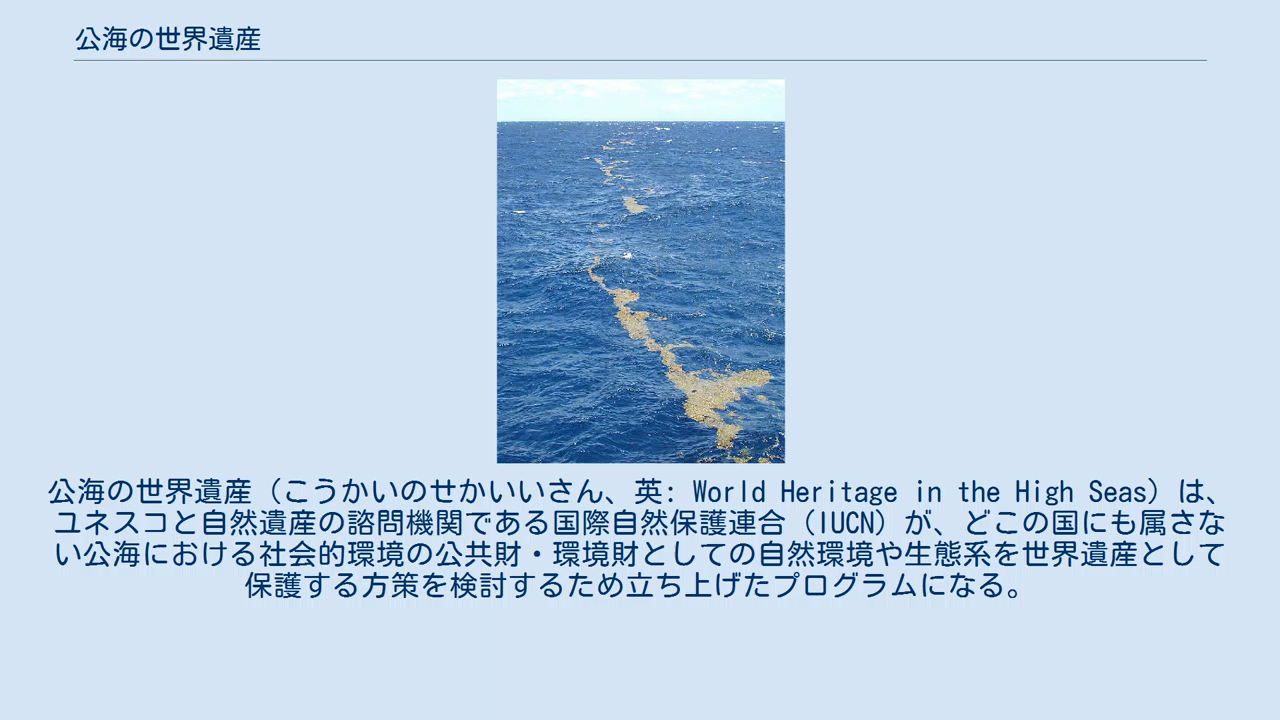 公海の世界遺産
公海の世界遺産（こうかいのせかいいさん、英: World Heritage in the High Seas）は、
ユネスコと自然遺産の諮問機関である国際自然保護連合（IUCN）が、どこの国にも属さな
い公海における社会的環境の公共財・環境財としての自然環境や生態系を世界遺産として
保護する方策を検討するため立ち上げたプログラムになる。